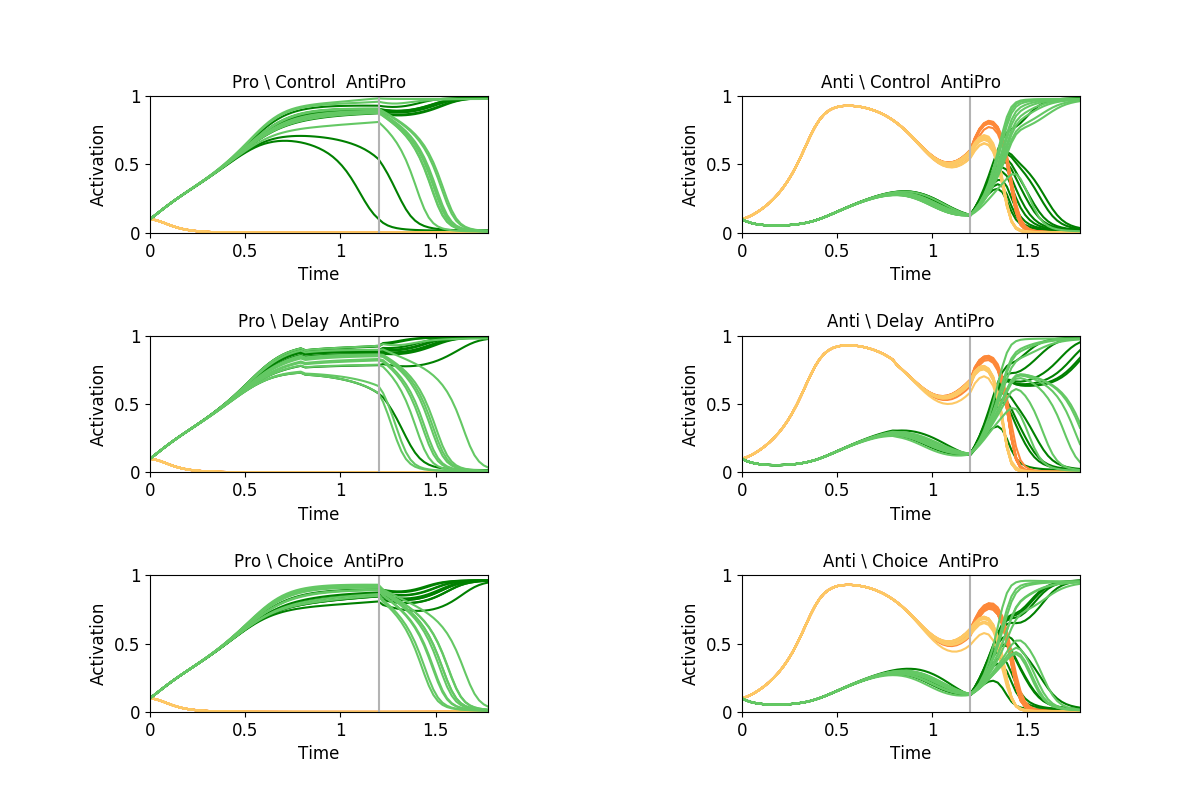 Pro \ Control  AntiPro
1
0.5
0
Activation
0
0.5
1
1.5
Time
Anti \ Control  AntiPro
1
0.5
0
Activation
0
0.5
1
1.5
Time
Pro \ Delay  AntiPro
1
0.5
0
Activation
0
0.5
1
1.5
Time
Anti \ Delay  AntiPro
1
0.5
0
Activation
0
0.5
1
1.5
Time
Pro \ Choice  AntiPro
1
0.5
0
Activation
0
0.5
1
1.5
Time
Anti \ Choice  AntiPro
1
0.5
0
Activation
0
0.5
1
1.5
Time